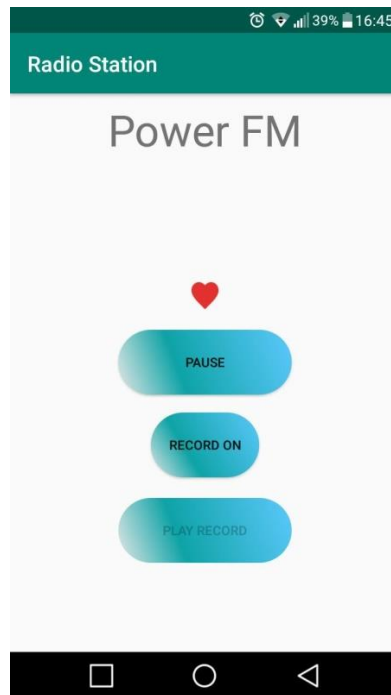 39% 16:45
Radio Station
Power FM
PAUSE
RECORD ON
PLAY RECORD